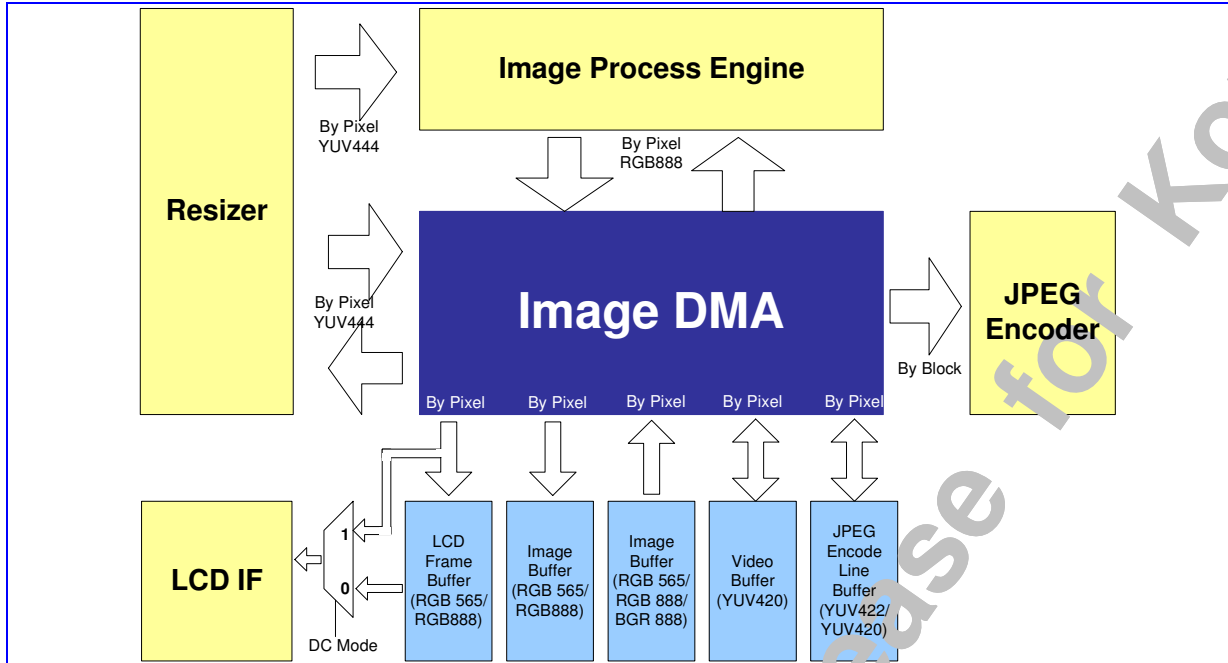 Image Process Engine
By Pixel
YUV444
By Pixel
RGB888
Resizer
By Pixel
YUV444
Image DMA
JPEG
Encoder
By Block
By Pixel
By Pixel
By Pixel
By Pixel
By Pixel
LCD IF
1
0
DC Mode
LCD
Frame
Buffer
(RGB 565/
RGB888)
Image
Buffer
(RGB 565/
RGB888)
Image
Buffer
(RGB 565/
RGB 888/
BGR 888)
Video
Buffer
(YUV420)
JPEG
Encode
Line
Buffer
(YUV422/
YUV420)
for